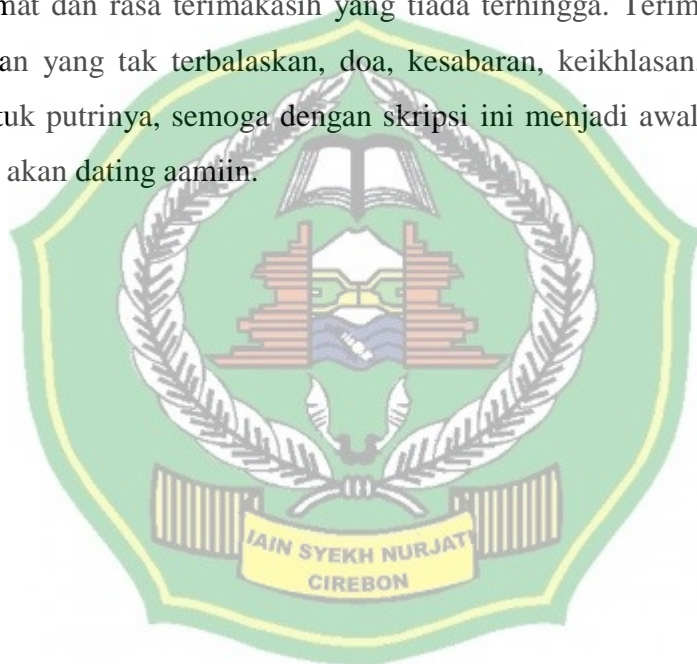 mat dan rasa terimakasih yang tiada terhingga. Terim
an yang tak terbalaskan, doa, kesabaran, keikhlasan
tuk putrinya, semoga dengan skripsi ini menjadi awal
akan dating aamiin.
IAIN SYEKH NURJATI
CIREBON